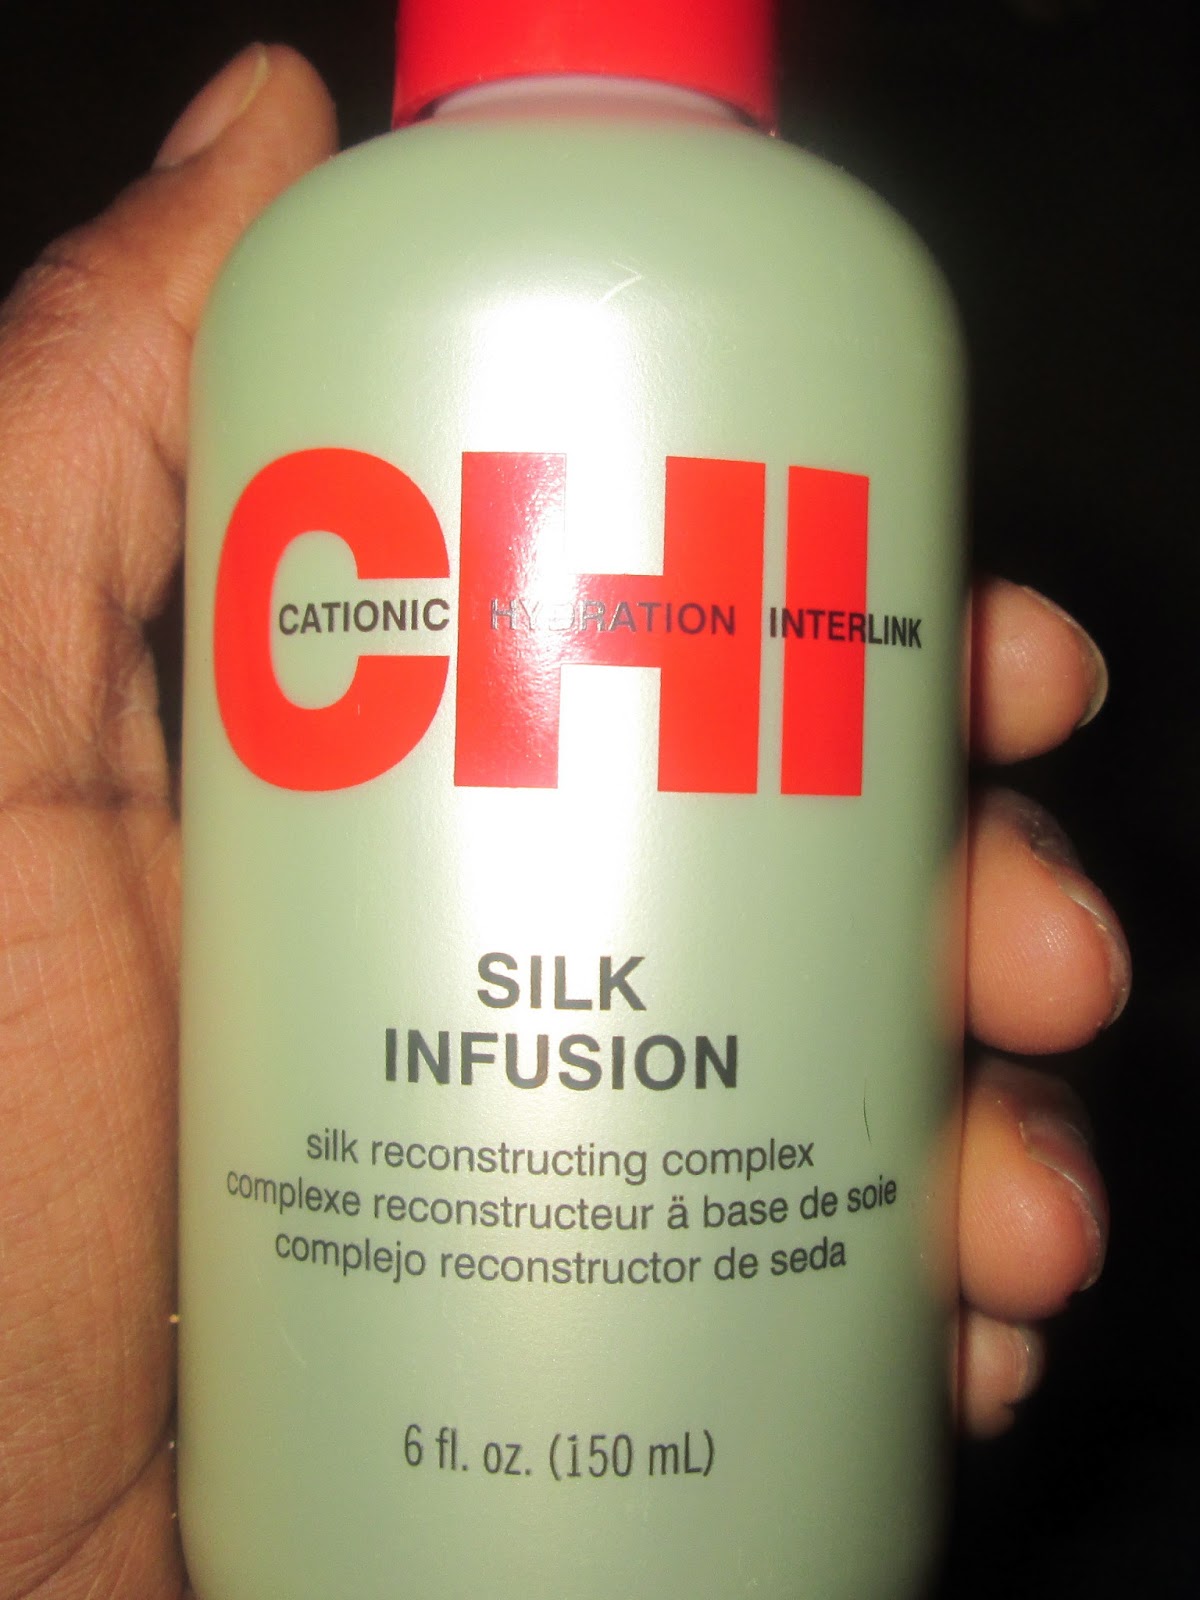 CHI
CATIONIC HYDRATION INTERLINK
SILK
INFUSION
silk reconstructing complex
complexe reconstructeur ä base de soie
complejo reconstructor de seda
6 fl. oz. (150 mL)